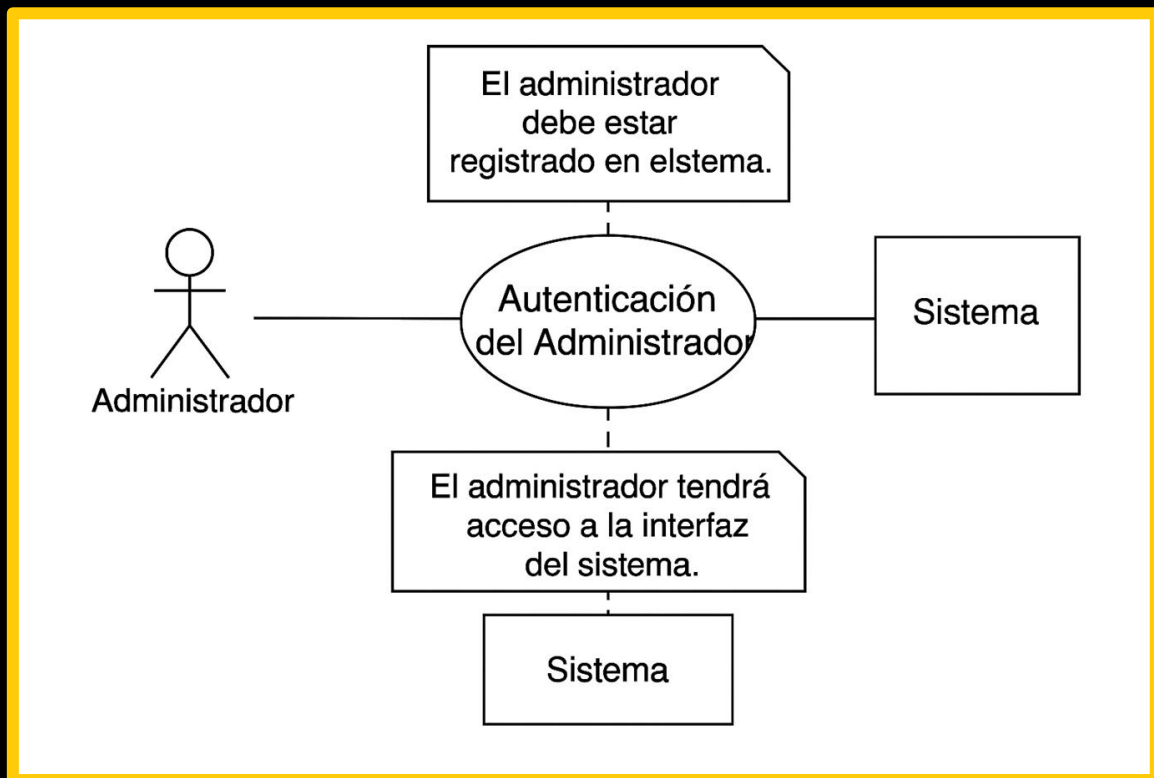 El administrador
debe estar
registrado en elstema.
Autenticación
del Administrador
Sistema
Administrador
El administrador tendrá
acceso a la interfaz
del sistema.
Sistema